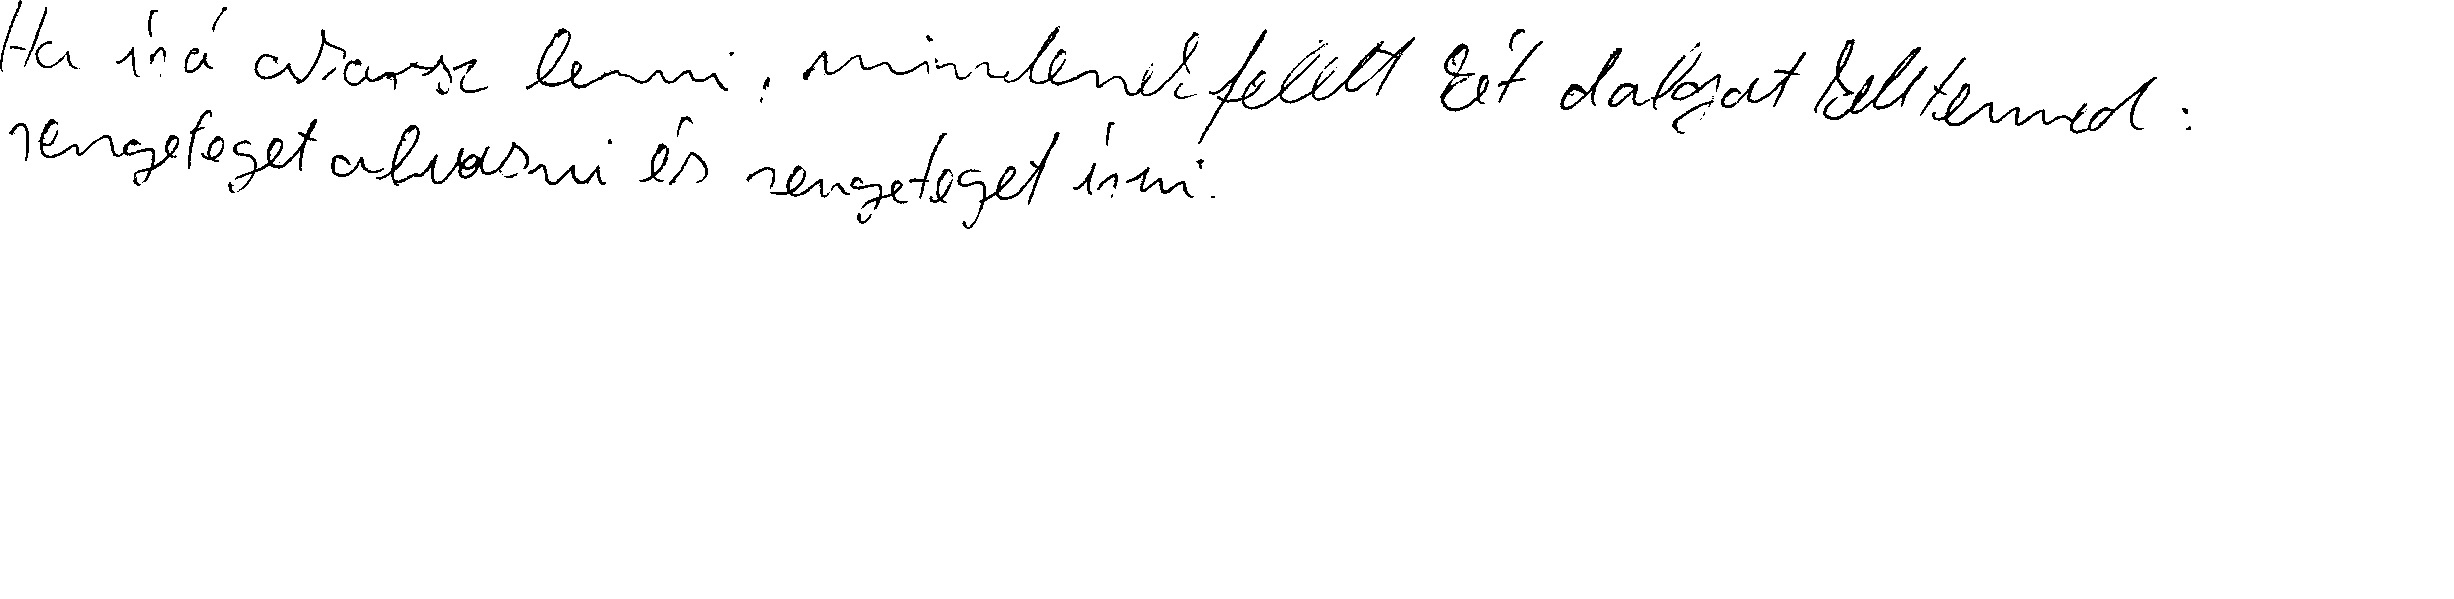 Ha író akarsz lenni, mindenek felett két dolgot kell tenned:
rengeteget olvasni és rengeteget írni.